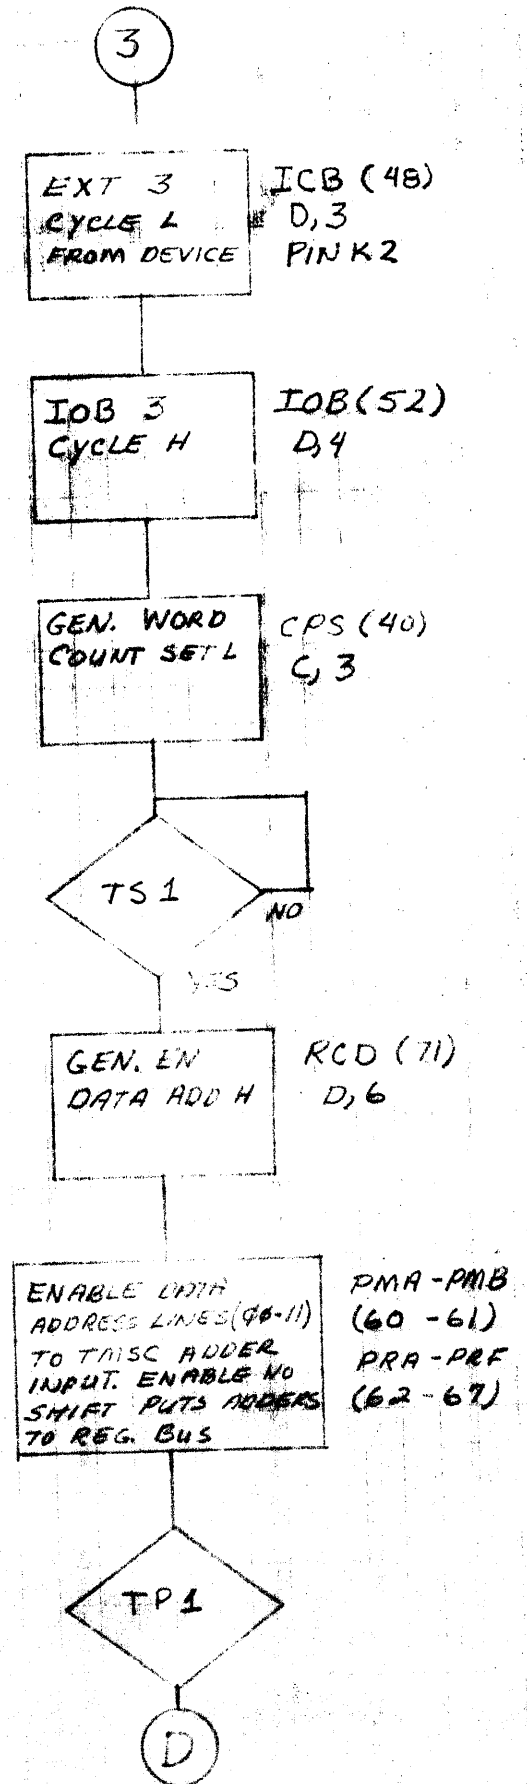 3
EXT 3
CYCLE L
FROM DEVICE
ICB (48)
D,3
PIN K2
IOB 3
CYCLE H
IOB (52)
D,4
GEN. WORD
COUNT SET L
CPS (40)
C, 3
TS 1
NO
YES
GEN. EN
DATA ADD H
RCD (71)
D, 6
ENABLE DATA
ADDRESS LINES (00-11)
TO TMISC ADDER
INPUT. ENABLE NO
SHIFT PUTS ADDERS
TO REG. BUS
PMA - PMB
(60 - 61)
PRA - PRF
(62 - 67)
TP 1
D